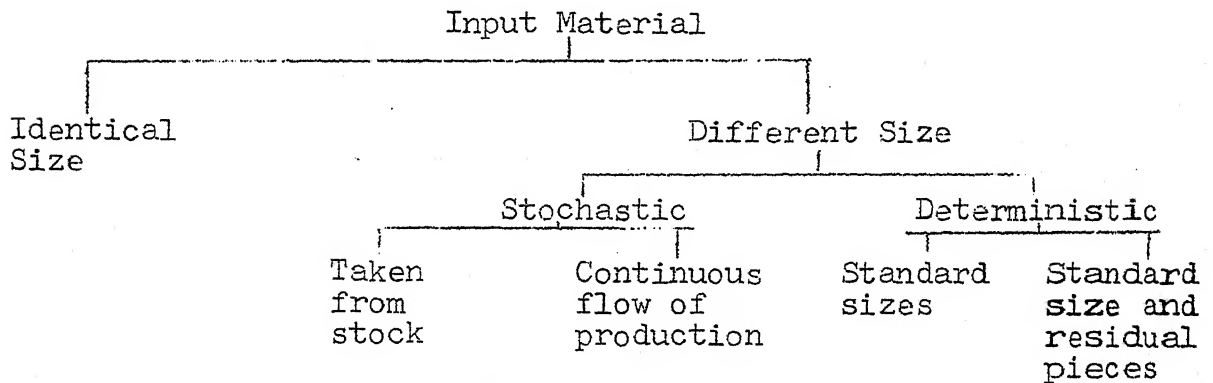 Input Material
Identical
Size
Different Size
Stochastic
Deterministic
Taken
from
stock
Continuous
flow of
production
Standard
sizes
Standard
size and
residual
pieces